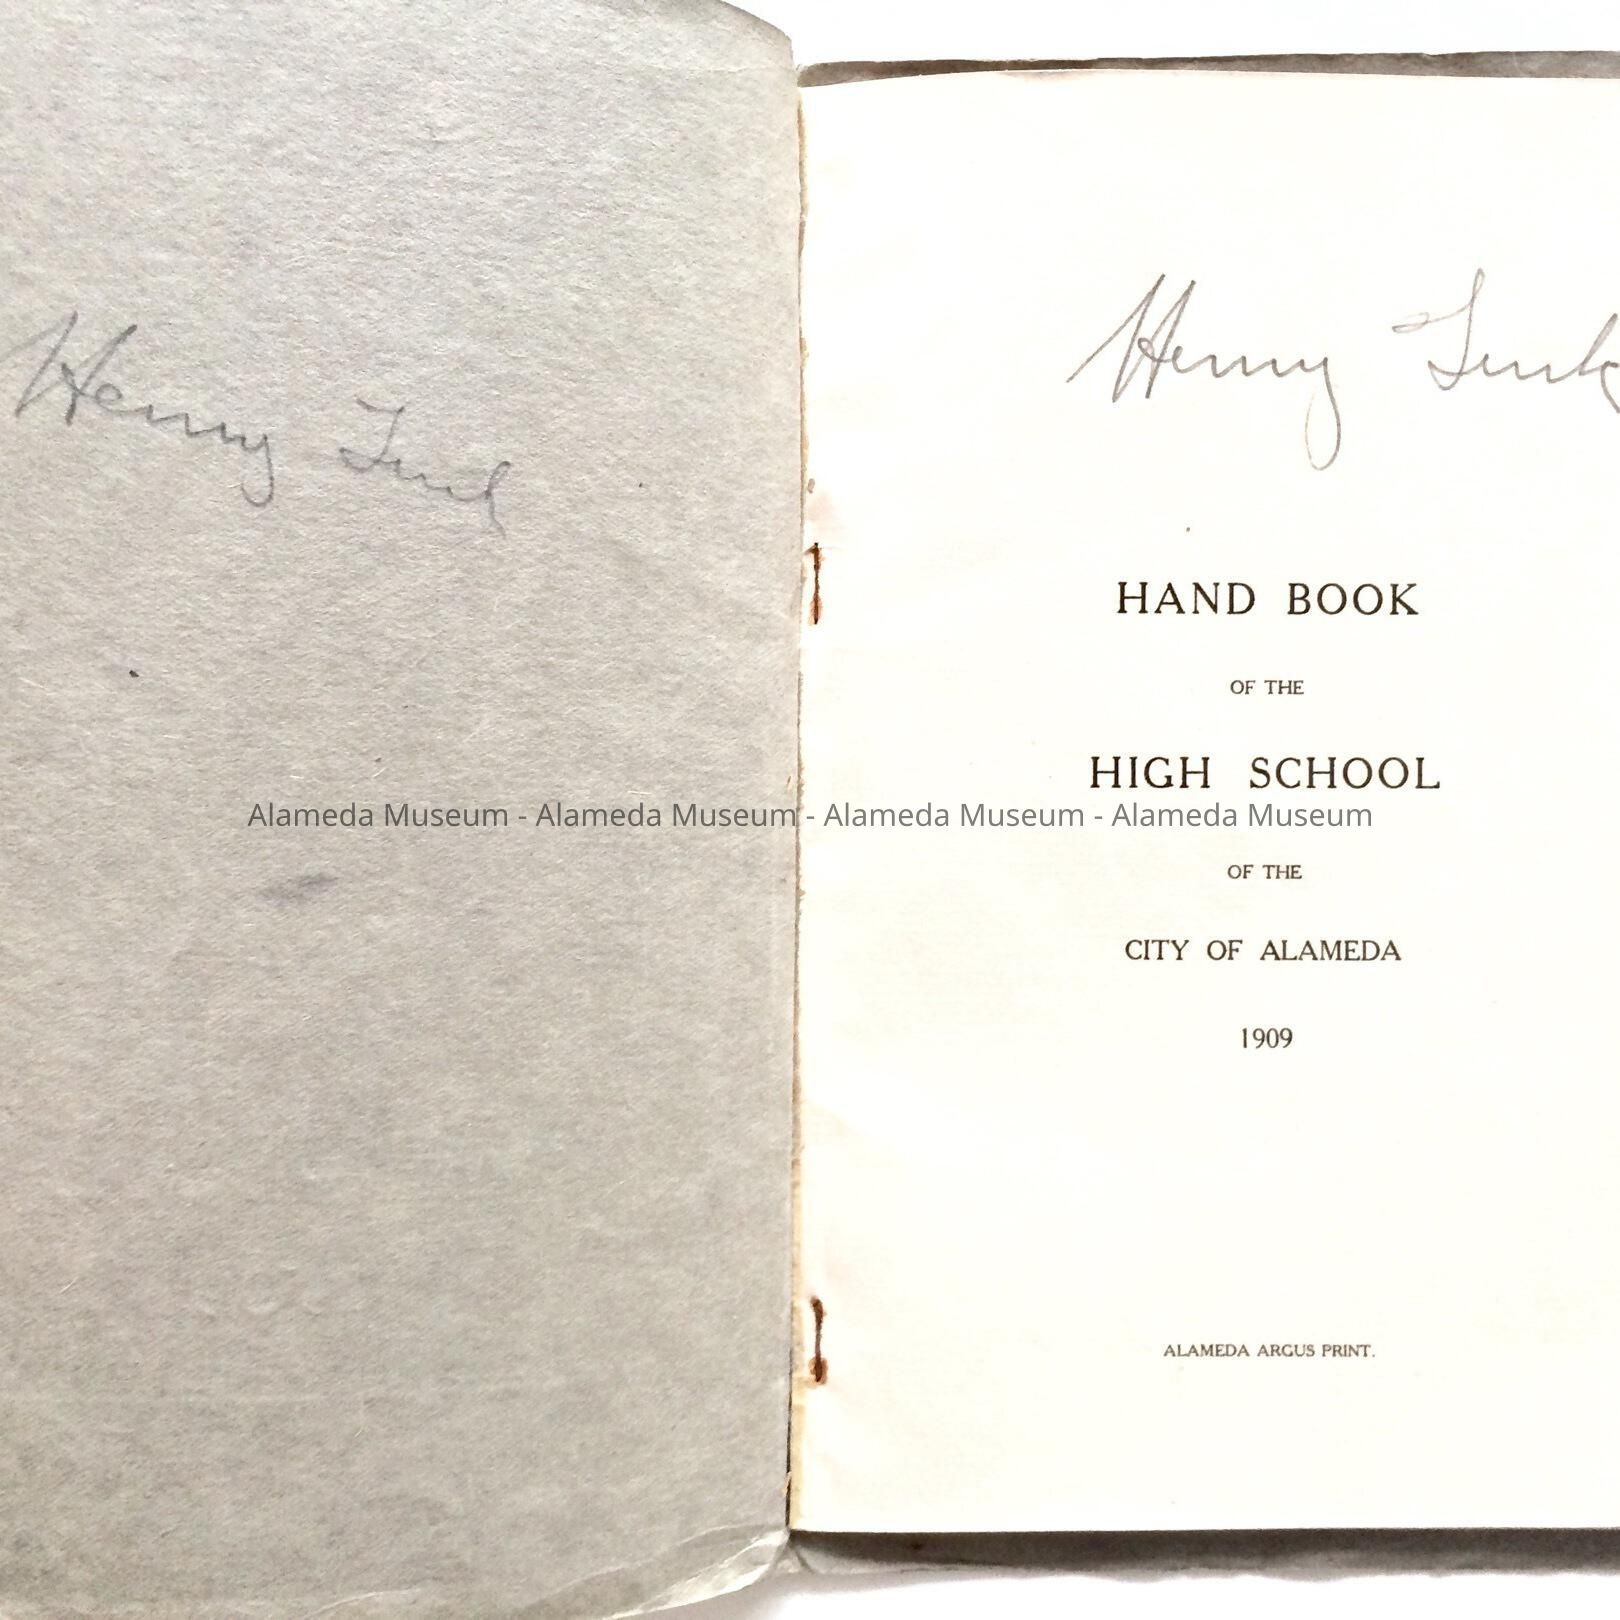 Henry
Henry
HAND BOOK
OF THE
HIGH SCHOOL
Alameda Museum - Alameda Museum - Alameda Museum - Alameda Museum
OF THE
CITY OF ALAMEDA
1909
ALAMEDA ARGUS PRINT.